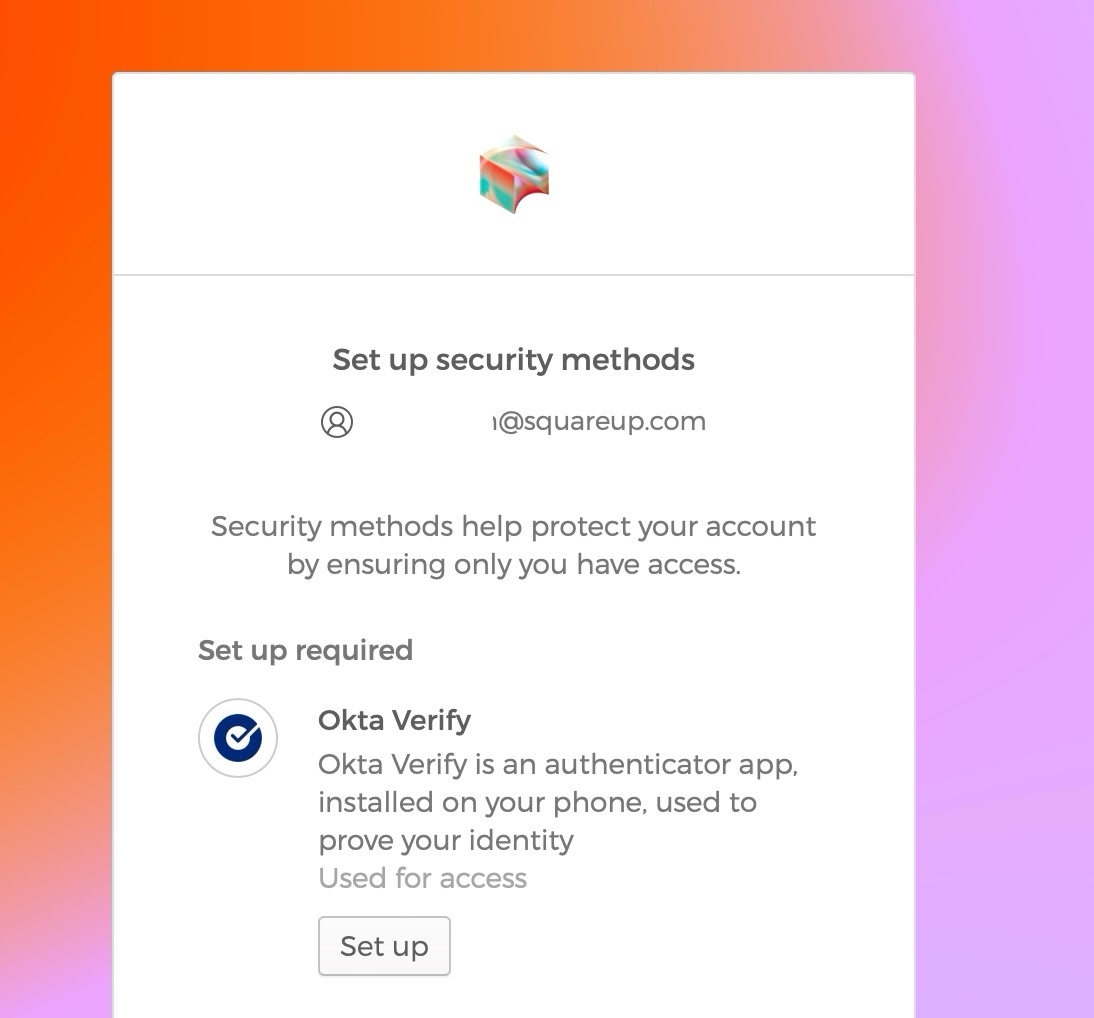 Set up security methods
@squareup.com
Security methods help protect your account
by ensuring only you have access.
Set up required
Okta Verify
Okta Verify is an authenticator app,
installed on your phone, used to
prove your identity
Used for access
Set up